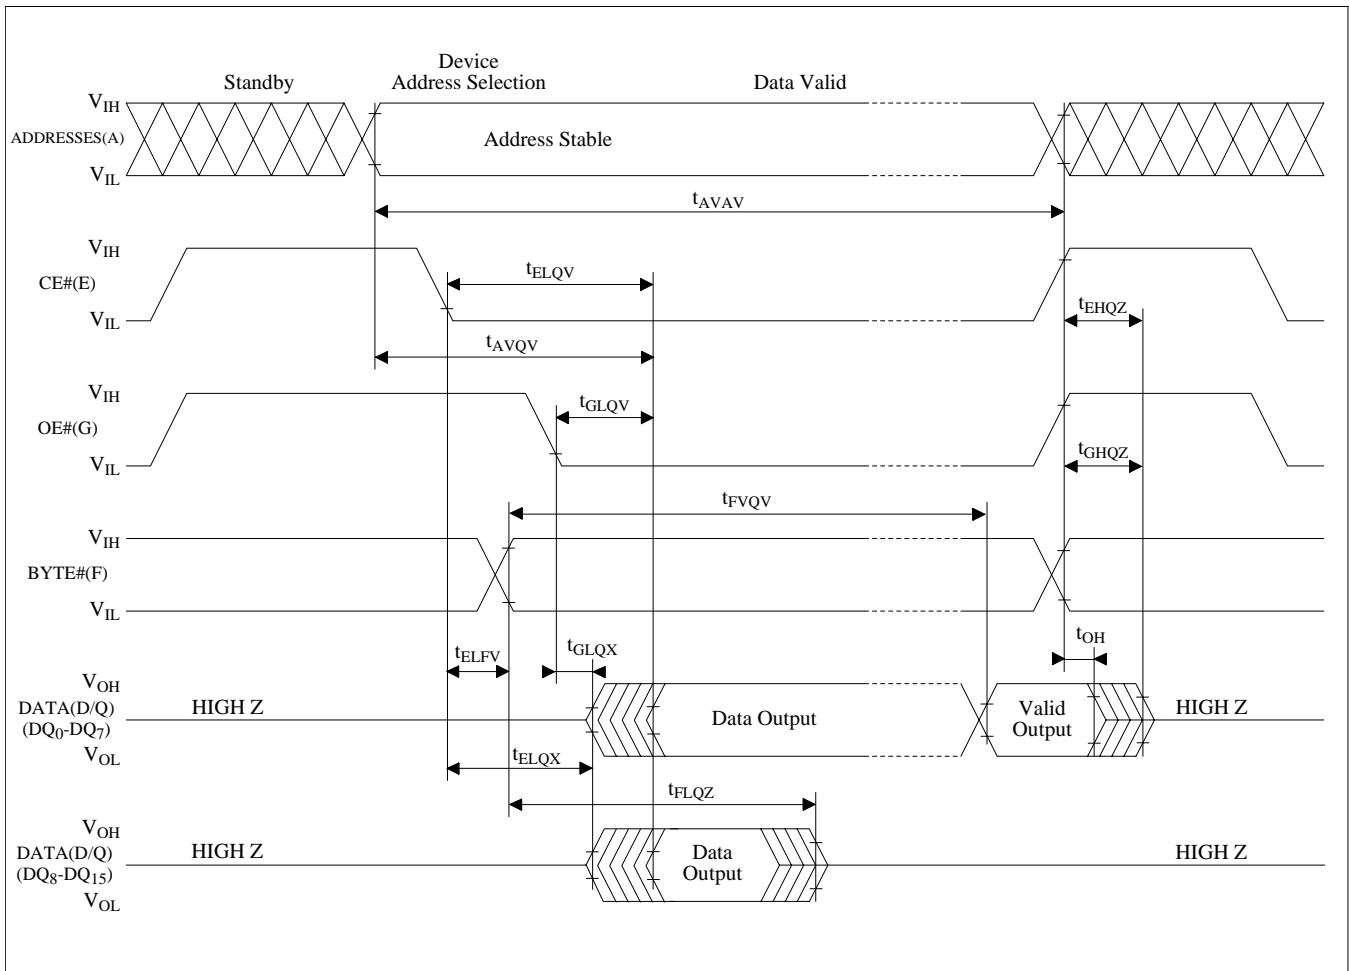 Device
Standby Address Selection Data Valid
VIH
ADDRESSES(A) Address Stable
VIL
tAVAV
VIH
tELQV
CE#(E)
tEHQZ
VIL
tAVQV
VIH
tGLQV
OE#(G)
tGHQZ
VIL
tFVQV
VIH
BYTE#(F)
VIL
tELFV tGLQX tOH
VOH
DATA(D/Q) HIGH Z Data Output Valid HIGH Z
(DQ0-DQ7) Output
VOL
tELQX
tFLQZ
VOH
DATA(D/Q) HIGH Z Data HIGH Z
(DQ8-DQ15) Output
VOL